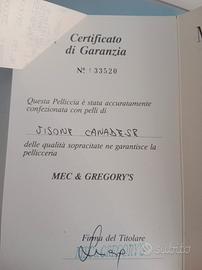 Certificato
di Garanzia
N° 33520
Questa Pelliccia è stata accuratamente
confezionata con pelli di
VISONE CANADESE
delle qualità sopracitate ne garantisce la
pellicceria
MEC & GREGORY'S
Firma del Titolare
subito